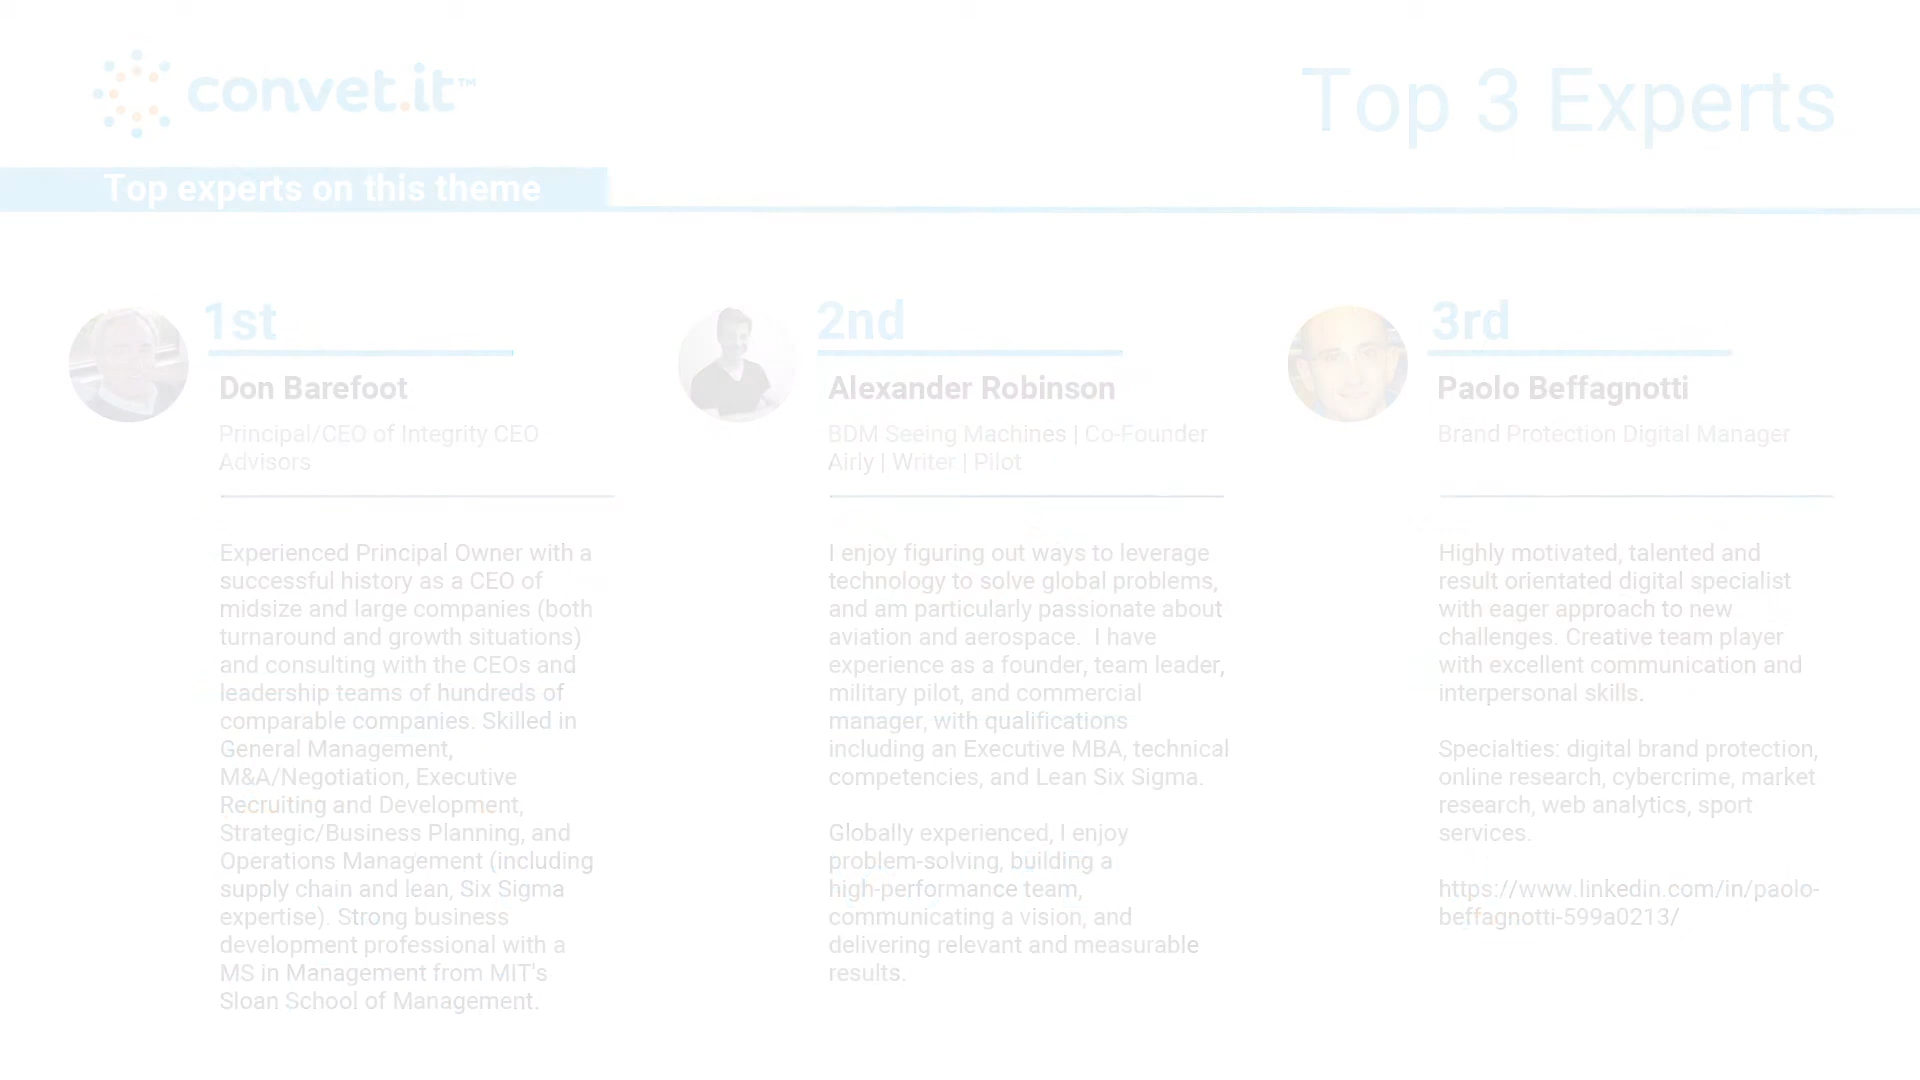 convet.it™
Top 3 Experts
Top experts on this theme
1st
Don Barefoot
Principal/CEO of Integrity CEO
Advisors
Experienced Principal Owner with a
successful history as a CEO of
midsize and large companies (both
turnaround and growth situations)
and consulting with the CEOs and
leadership teams of hundreds of
comparable companies. Skilled in
General Management,
M&A/Negotiation, Executive
Recruiting and Development,
Strategic/Business Planning, and
Operations Management (including
supply chain and lean, Six Sigma
expertise). Strong business
development professional with a
MS in Management from MIT's
Sloan School of Management.
2nd
Alexander Robinson
BDM Seeing Machines | Co-Founder
Airly | Writer | Pilot
I enjoy figuring out ways to leverage
technology to solve global problems,
and am particularly passionate about
aviation and aerospace.  I have
experience as a founder, team leader,
military pilot, and commercial
manager, with qualifications
including an Executive MBA, technical
competencies, and Lean Six Sigma.
Globally experienced, I enjoy
problem-solving, building a
high-performance team,
communicating a vision, and
delivering relevant and measurable
results.
3rd
Paolo Beffagnotti
Brand Protection Digital Manager
Highly motivated, talented and
result orientated digital specialist
with eager approach to new
challenges. Creative team player
with excellent communication and
interpersonal skills.
Specialties: digital brand protection,
online research, cybercrime, market
research, web analytics, sport
services.
https://www.linkedin.com/in/paolo-
beffagnotti-599a0213/